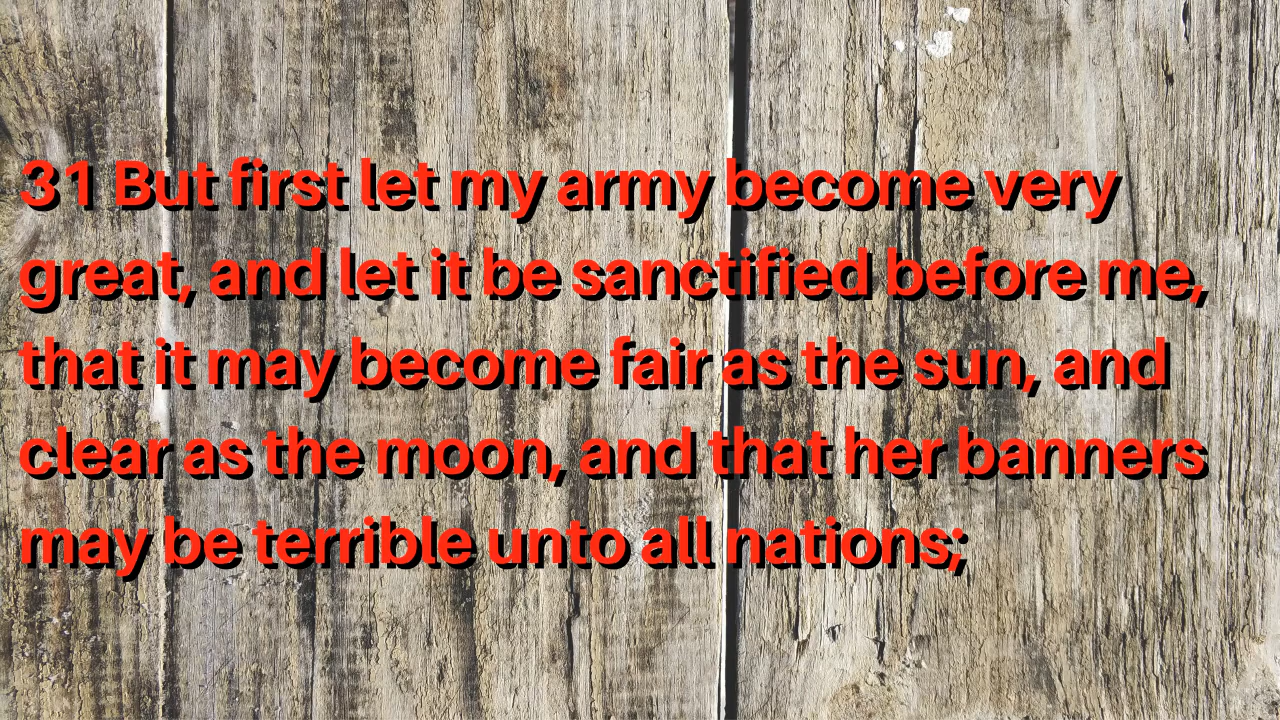 31 But first let my army become very
great, and let it be sanctified before me,
that it may become fair as the sun, and
clear as the moon, and that her banners
may be terrible unto all nations;